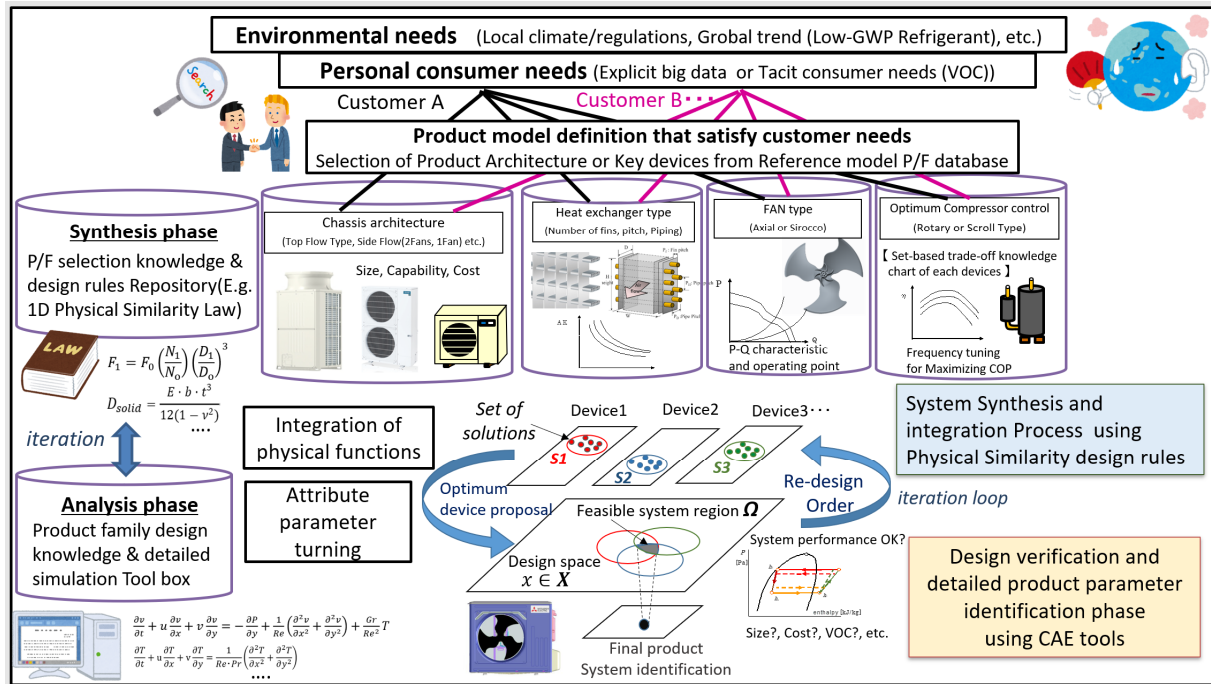 Environmental needs (Local climate/regulations, Grobal trend (Low-GWP Refrigerant), etc.)
Personal consumer needs (Explicit big data or Tacit consumer needs (VOC))
Search
Customer A
Customer B・・・
Product model definition that satisfy customer needs
Selection of Product Architecture or Key devices from Reference model P/F database
Synthesis phase
P/F selection knowledge &
design rules Repository(E.g.
1D Physical Similarity Law)
LAW
F₁ = F₀ (N₁/N₀) (D₁/D₀)³
D_solid = E · b · t³ / 12(1 − v²)
....
iteration
Analysis phase
Product family design
knowledge & detailed
simulation Tool box
∂v/∂t + u ∂v/∂x + v ∂v/∂y = − ∂P/∂y + 1/Re (∂²v/∂x² + ∂²v/∂y²) + Gr/Re² T
∂T/∂t + u ∂T/∂x + v ∂T/∂y = 1/Re·Pr (∂²T/∂x² + ∂²T/∂y²)
....
Chassis architecture
(Top Flow Type, Side Flow(2Fans, 1Fan) etc.)
Size, Capability, Cost
Heat exchanger type
(Number of fins, pitch, Piping)
D
H
W
A E
FAN type
(Axial or Sirocco)
P
Q
P-Q characteristic
and operating point
Optimum Compressor control
(Rotary or Scroll Type)
【 Set-based trade-off knowledge
chart of each devices 】
η
Frequency tuning
for Maximizing COP
Integration of
physical functions
Attribute
parameter
turning
Set of
solutions
Device1
Device2
Device3・・・
S1
S2
S3
Optimum
device proposal
Re-design
Order
Feasible system region Ω
Design space
x ∈ X
Final product
System identification
System performance OK?
P
[Pa]
enthalpy [kJ/kg]
Size?, Cost?, VOC?, etc.
System Synthesis and
integration Process using
Physical Similarity design rules
iteration loop
Design verification and
detailed product parameter
identification phase
using CAE tools